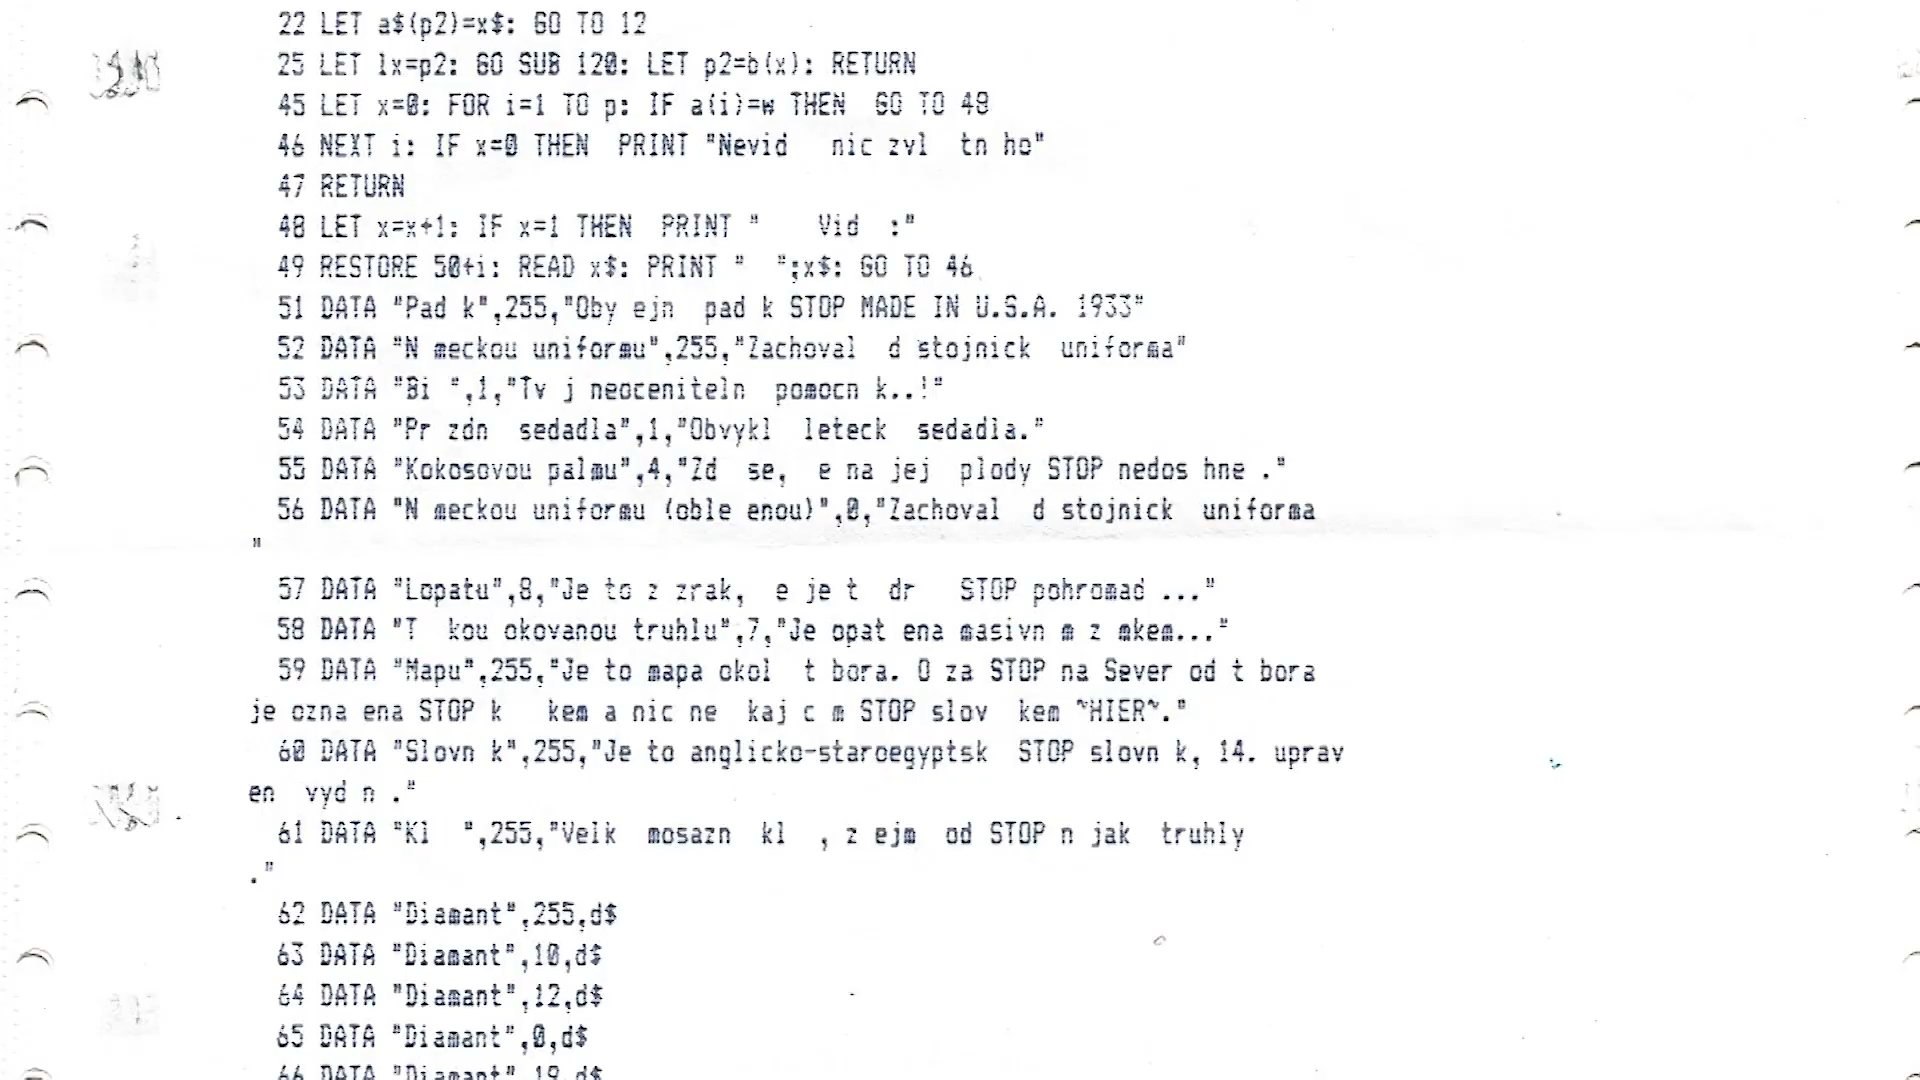 22 LET a$(p2)=x$: GO TO 12
25 LET lx=p2: GO SUB 120: LET p2=b(x): RETURN
45 LET x=0: FOR i=1 TO p: IF a(i)=w THEN  GO TO 48
46 NEXT i: IF x=0 THEN  PRINT "Nevid   nic zvl  tn ho"
47 RETURN
48 LET x=x+1: IF x=1 THEN  PRINT "    Vid  :"
49 RESTORE 50+i: READ x$: PRINT "  ";x$: GO TO 46
51 DATA "Pad k",255,"Oby ejn  pad k STOP MADE IN U.S.A. 1933"
52 DATA "N meckou uniformu",255,"Zachoval  d stojnick  uniforma"
53 DATA "Bi ",1,"Tv j neoceniteln  pomocn k..!"
54 DATA "Pr zdn  sedadla",1,"Obvykl  leteck  sedadla."
55 DATA "Kokosovou palmu",4,"Zd  se,  e na jej  plody STOP nedos hne ."
56 DATA "N meckou uniformu (oble enou)",0,"Zachoval  d stojnick  uniforma
"
57 DATA "Lopatu",8,"Je to z zrak,  e je t  dr   STOP pohromad ..."
58 DATA "T  kou okovanou truhlu",7,"Je opat ena masivn m z mkem..."
59 DATA "Mapu",255,"Je to mapa okol  t bora. O za STOP na Sever od t bora
je ozna ena STOP k   kem a nic ne  kaj c m STOP slov  kem ~HIER~."
60 DATA "Slovn k",255,"Je to anglicko-staroegyptsk  STOP slovn k, 14. uprav
en  vyd n ."
61 DATA "Kl  ",255,"Velk  mosazn  kl  , z ejm  od STOP n jak  truhly
."
62 DATA "Diamant",255,d$
63 DATA "Diamant",10,d$
64 DATA "Diamant",12,d$
65 DATA "Diamant",0,d$
66 DATA "Diamant",19,d$